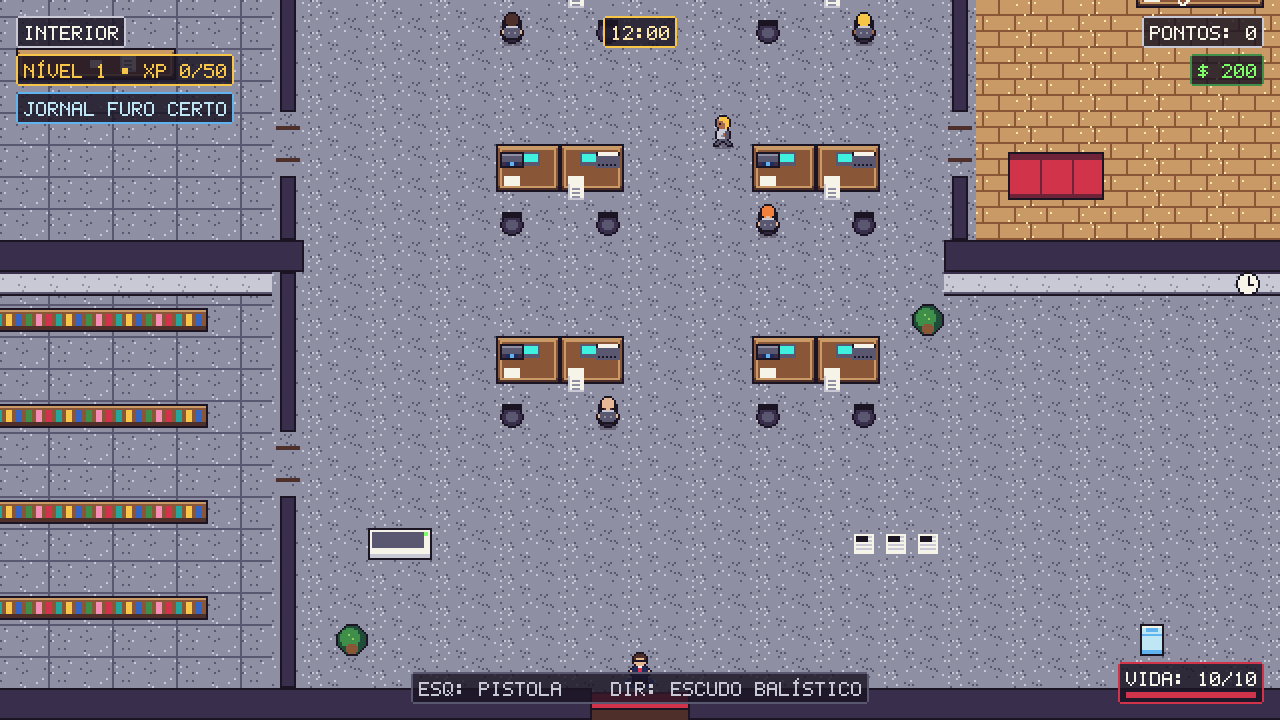 INTERIOR
12:00
PONTOS: 0
NÍVEL 1 ▪ XP 0/50
$ 200
JORNAL FURO CERTO
ESQ: PISTOLA DIR: ESCUDO BALÍSTICO
VIDA: 10/10